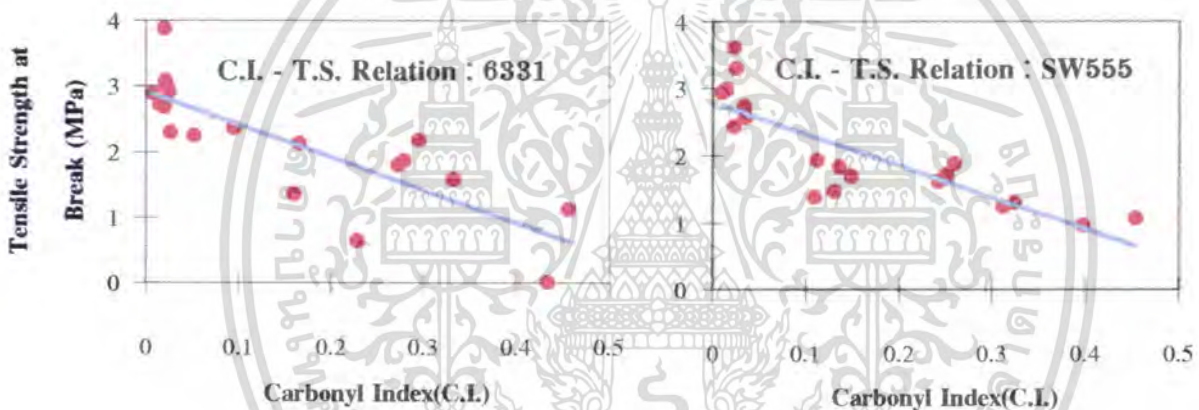 Tensile Strength at
Break (MPa)
4
3
2
1
0
C.I. - T.S. Relation : 6331
0 0.1 0.2 0.3 0.4 0.5
Carbonyl Index(C.I.)
4
3
2
1
0
C.I. - T.S. Relation : SW555
0 0.1 0.2 0.3 0.4 0.5
Carbonyl Index(C.I.)